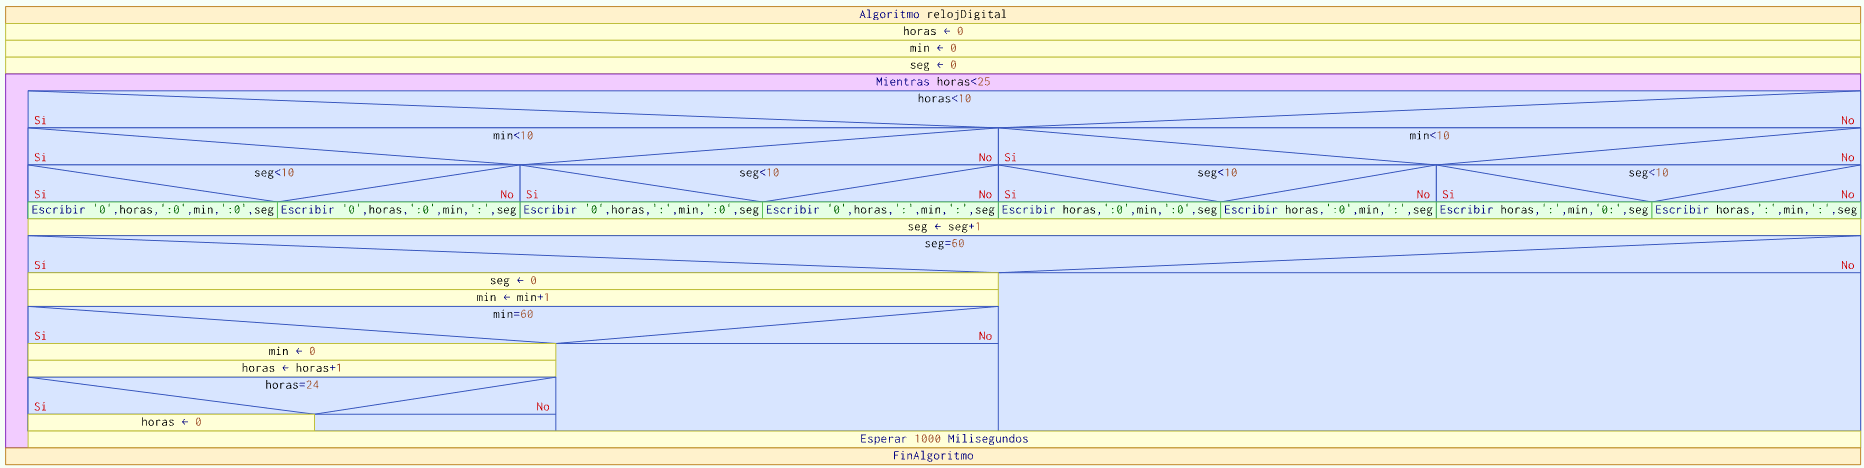 Algoritmo relojDigital
horas ← 0
min ← 0
seg ← 0
Mientras horas<25
horas<10
Si No
min<10 min<10
Si No Si No
seg<10 seg<10 seg<10 seg<10
Si No Si No Si No Si No
Escribir '0',horas,':0',min,':0',seg Escribir '0',horas,':0',min,':',seg Escribir '0',horas,':',min,':0',seg Escribir '0',horas,':',min,':',seg Escribir horas,':0',min,':0',seg Escribir horas,':0',min,':',seg Escribir horas,':',min,'0:',seg Escribir horas,':',min,':',seg
seg ← seg+1
seg=60
Si No
seg ← 0
min ← min+1
min=60
Si No
min ← 0
horas ← horas+1
horas=24
Si No
horas ← 0
Esperar 1000 Milisegundos
FinAlgoritmo